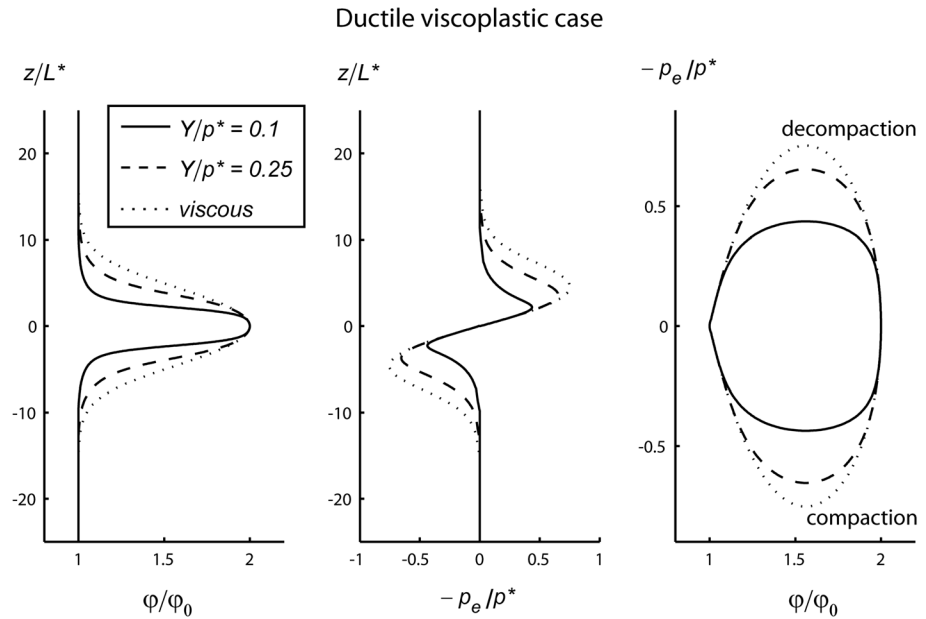 Ductile viscoplastic case
z/L*
Y/p* = 0.1
Y/p* = 0.25
viscous
20
10
0
-10
-20
1
1.5
2
φ/φ0
z/L*
20
10
0
-10
-20
-1
-0.5
0
0.5
1
– pe/p*
– pe/p*
decompaction
0.5
0
-0.5
compaction
1
1.5
2
φ/φ0